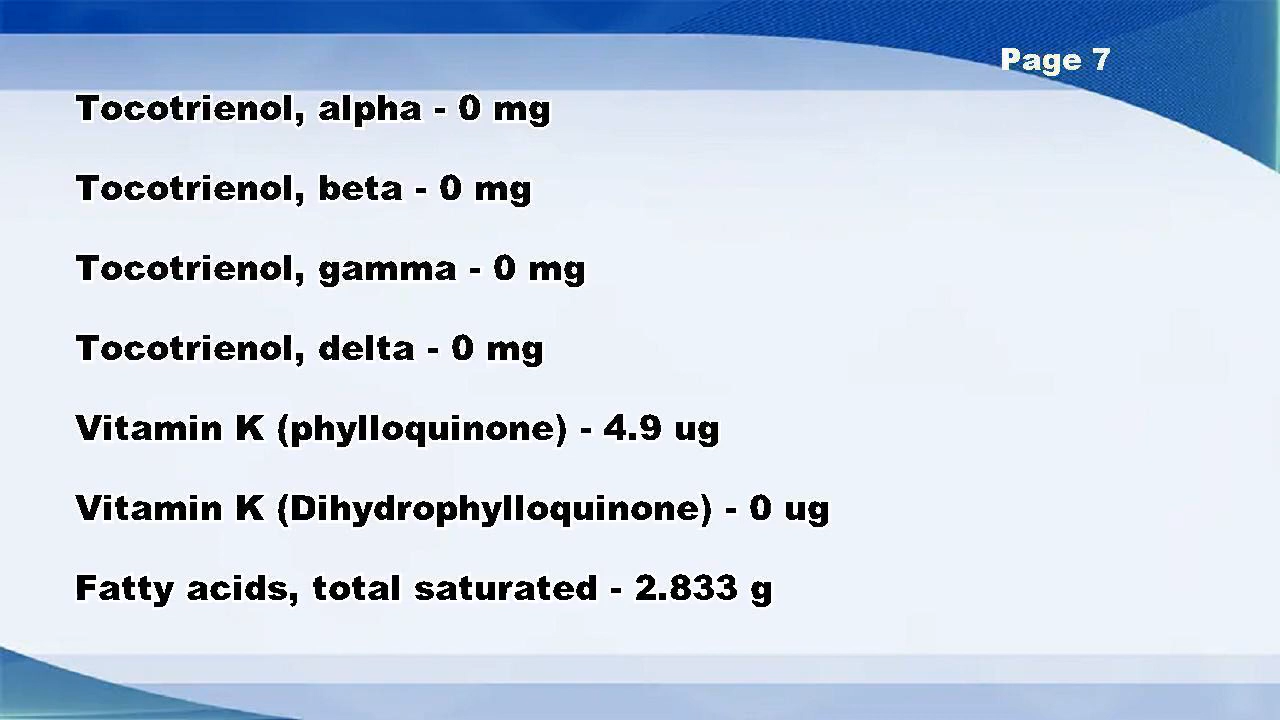 Page 7
Tocotrienol, alpha - 0 mg
Tocotrienol, beta - 0 mg
Tocotrienol, gamma - 0 mg
Tocotrienol, delta - 0 mg
Vitamin K (phylloquinone) - 4.9 ug
Vitamin K (Dihydrophylloquinone) - 0 ug
Fatty acids, total saturated - 2.833 g